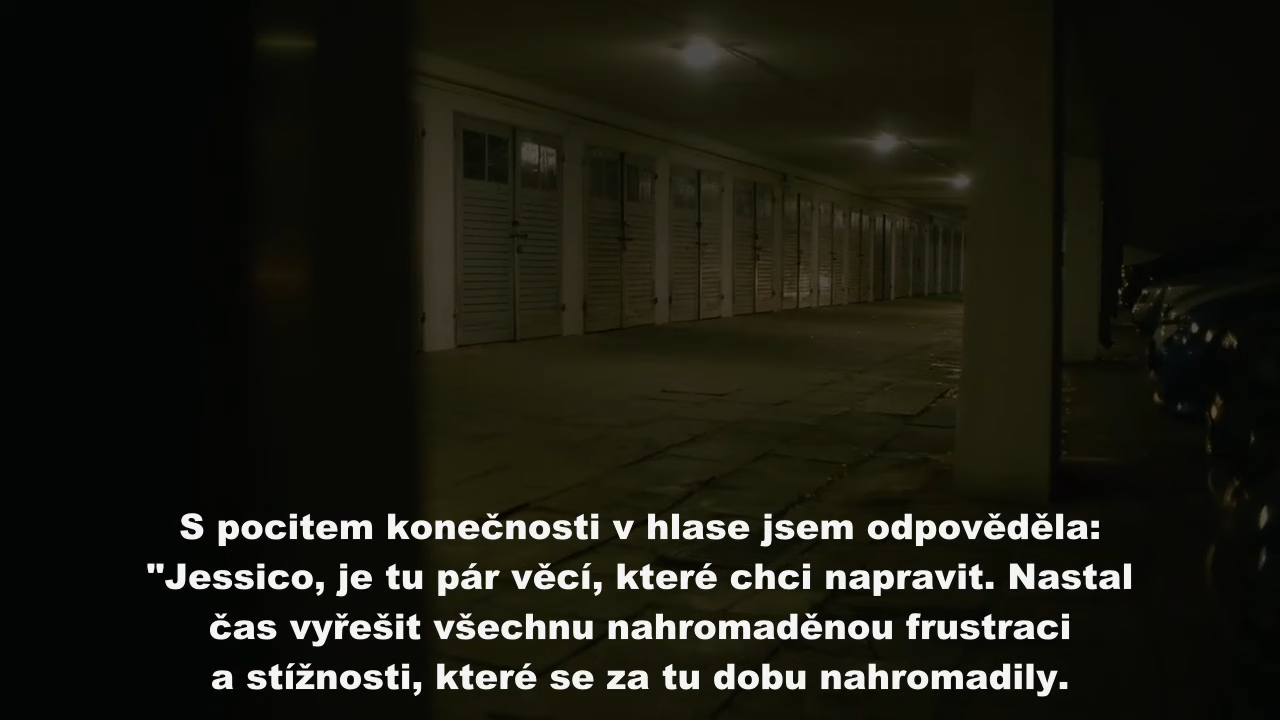 S pocitem konečnosti v hlase jsem odpověděla:
"Jessico, je tu pár věcí, které chci napravit. Nastal
čas vyřešit všechnu nahromaděnou frustraci
a stížnosti, které se za tu dobu nahromadily.